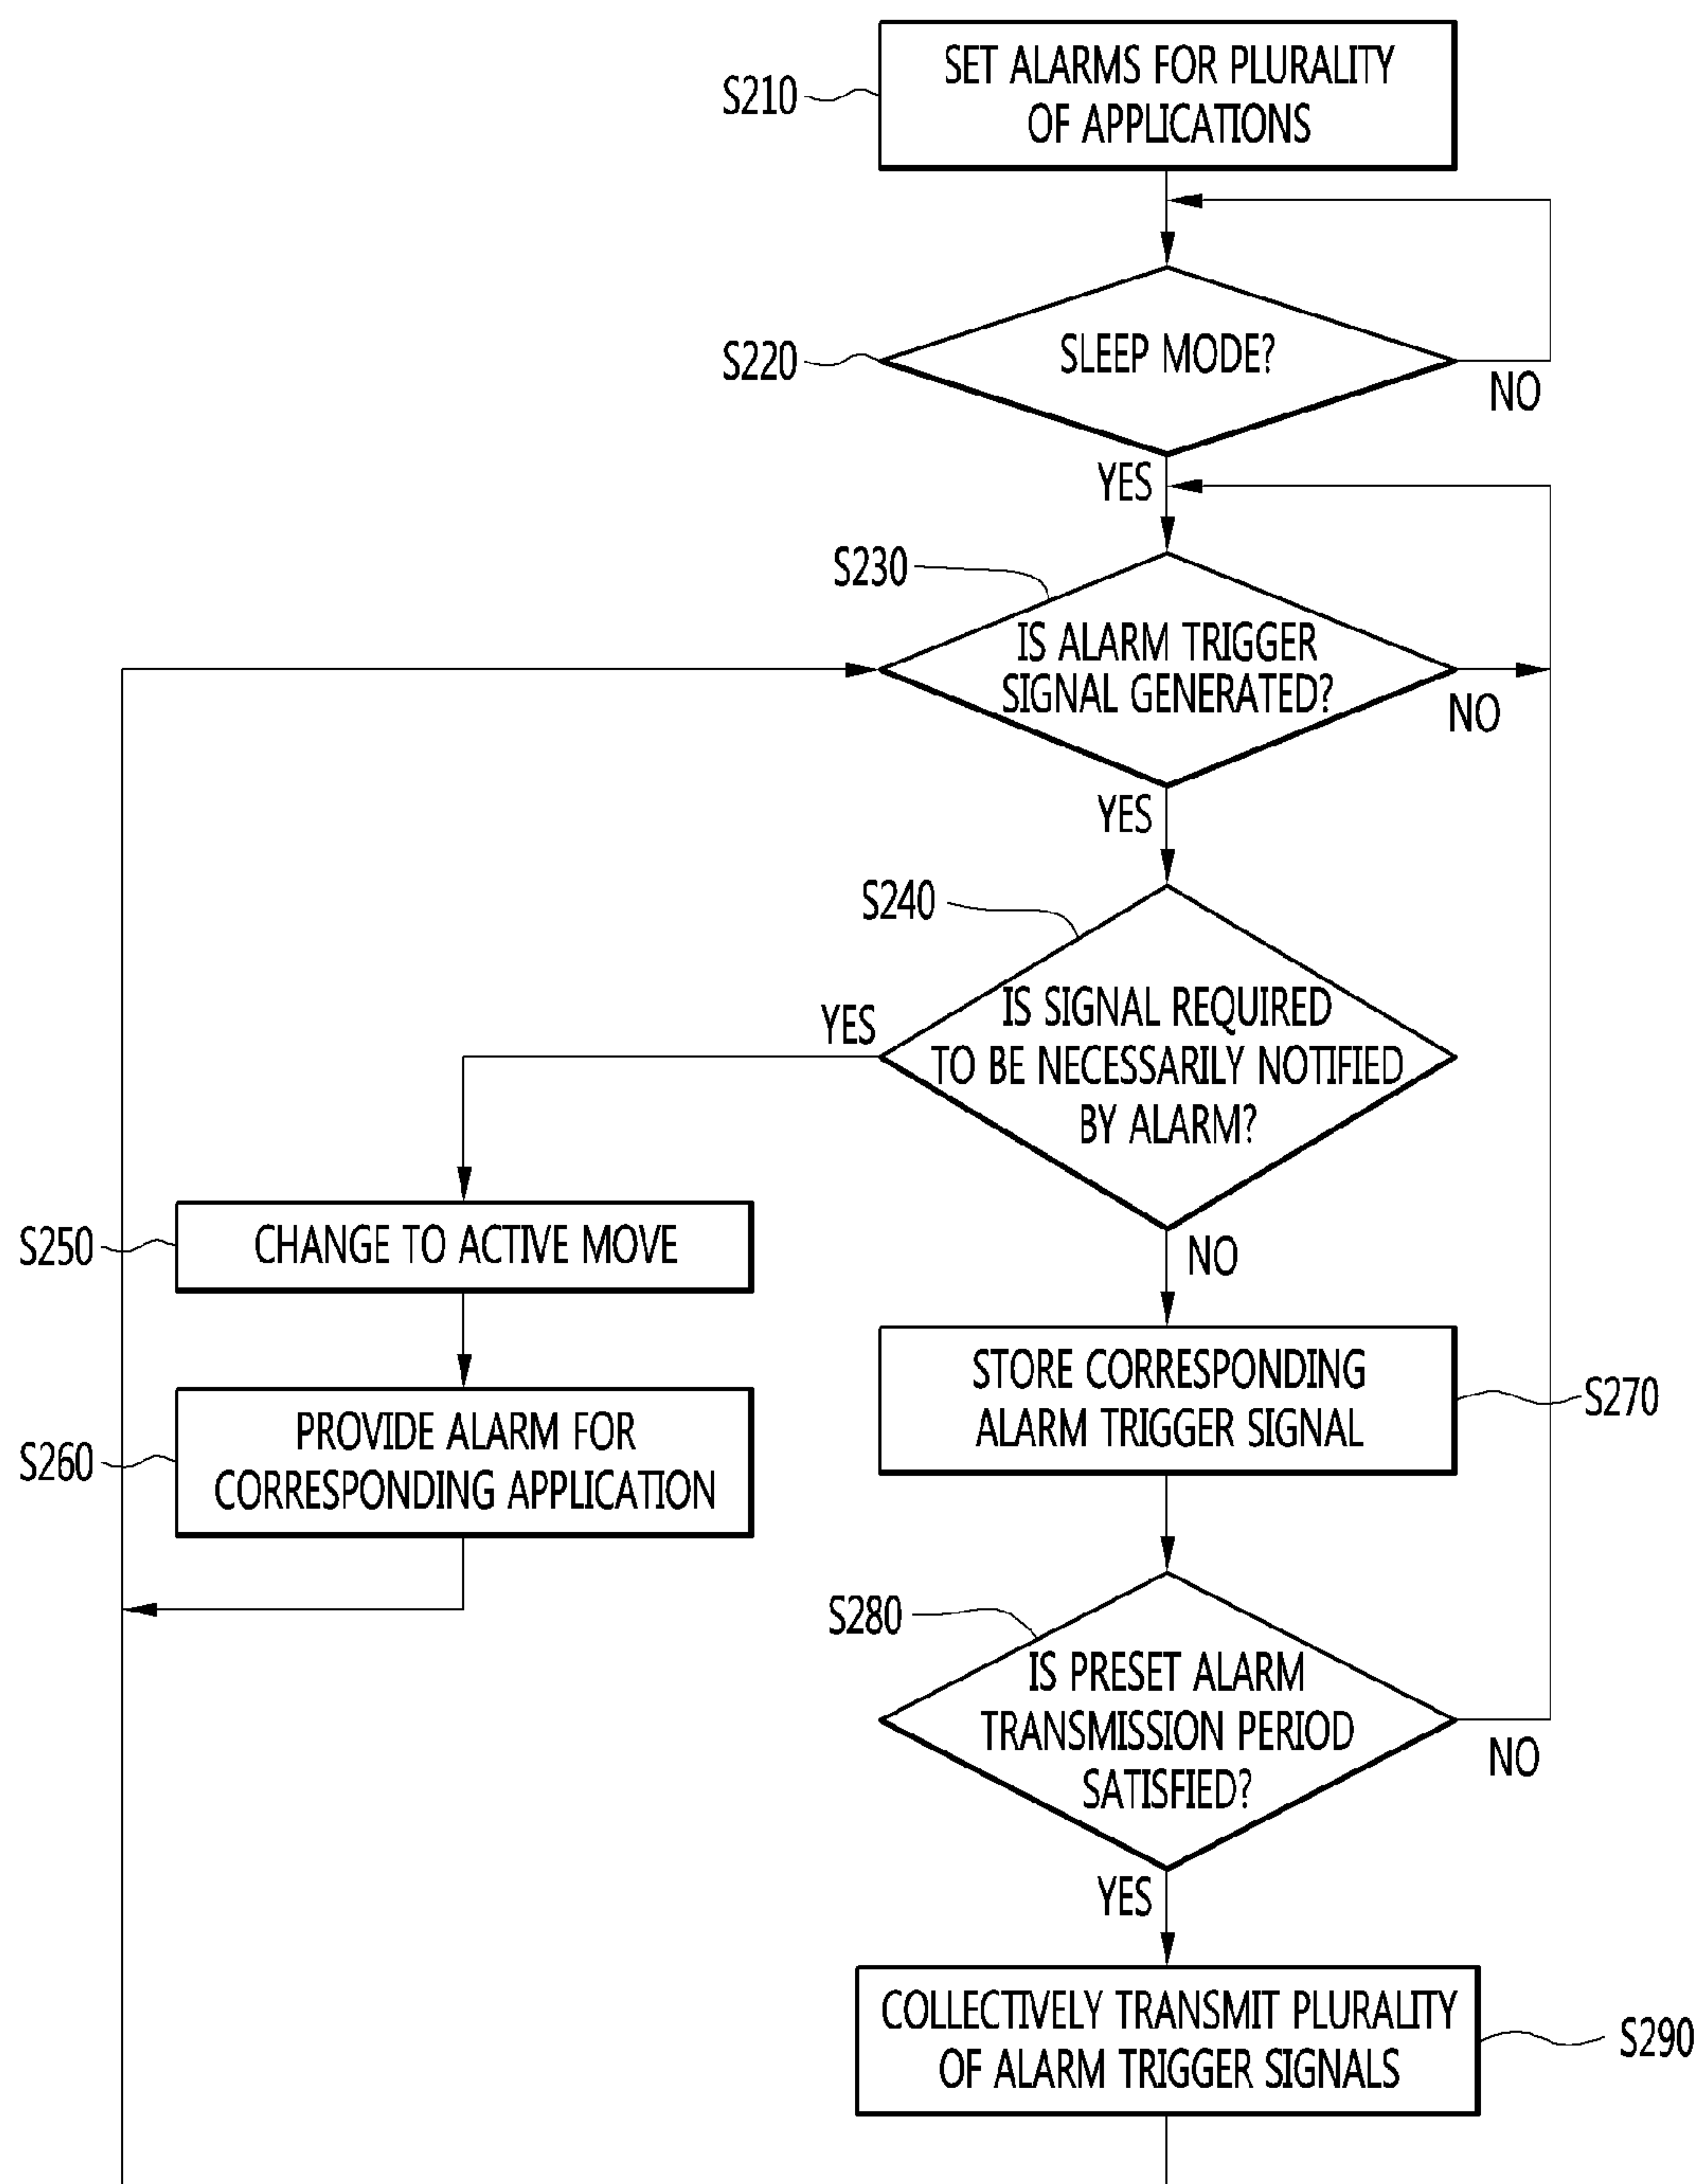 SET ALARMS FOR PLURALITY
OF APPLICATIONS
S210
SLEEP MODE?
S220
NO
YES
S230
IS ALARM TRIGGER
SIGNAL GENERATED?
NO
YES
S240
IS SIGNAL REQUIRED
TO BE NECESSARILY NOTIFIED
BY ALARM?
YES
NO
S250
CHANGE TO ACTIVE MOVE
S260
PROVIDE ALARM FOR
CORRESPONDING APPLICATION
STORE CORRESPONDING
ALARM TRIGGER SIGNAL
S270
S280
IS PRESET ALARM
TRANSMISSION PERIOD
SATISFIED?
NO
YES
COLLECTIVELY TRANSMIT PLURALITY
OF ALARM TRIGGER SIGNALS
S290